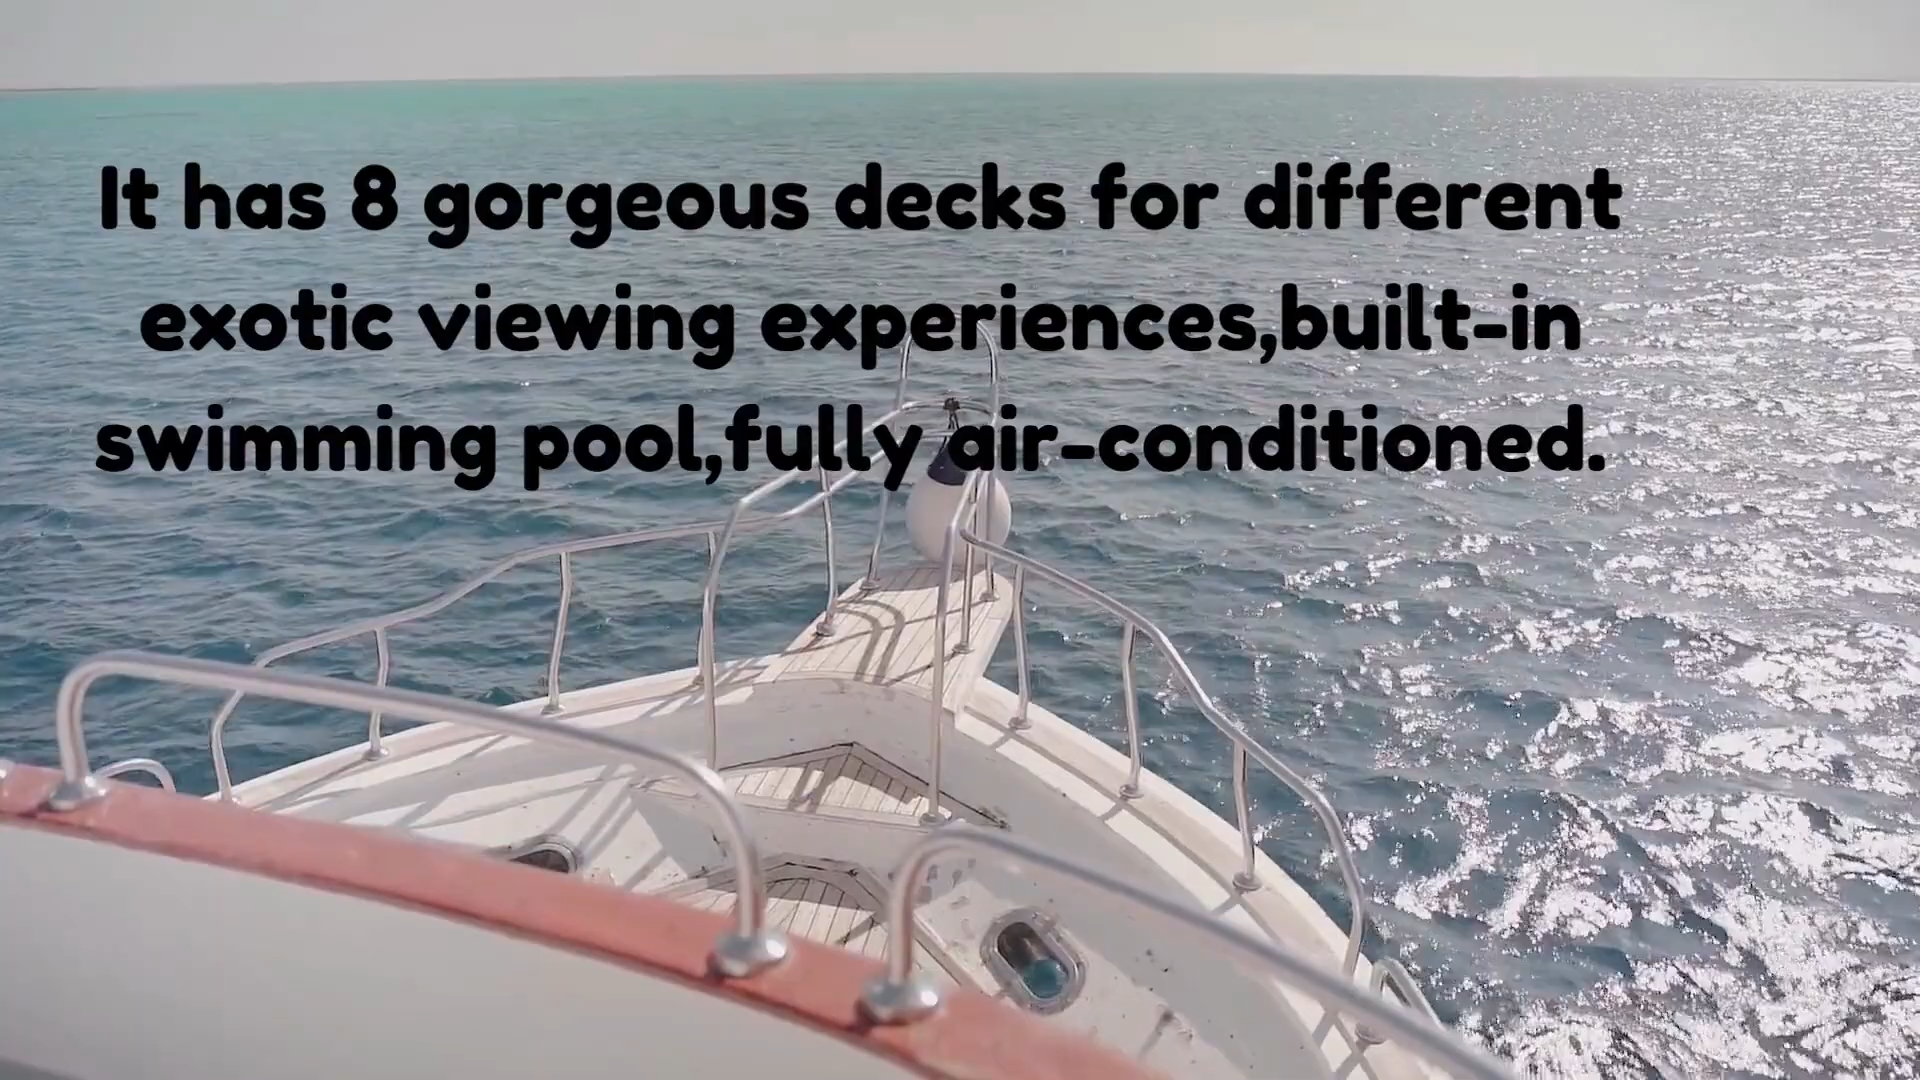 It has 8 gorgeous decks for different
exotic viewing experiences,built-in
swimming pool,fully air-conditioned.